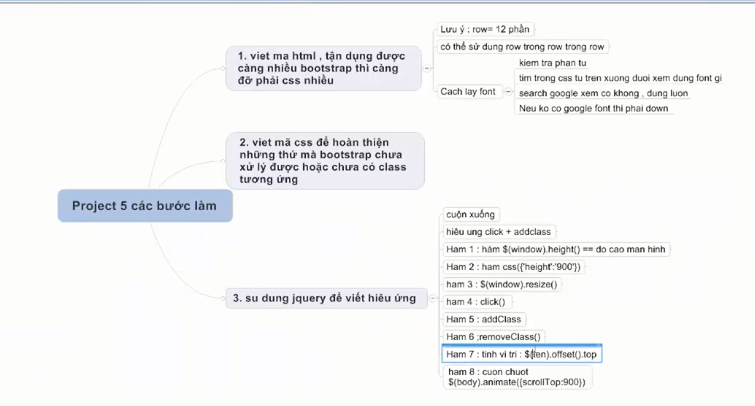 Project 5 các bước làm
1. viet ma html , tận dụng được
càng nhiều bootstrap thì càng
đỡ phải css nhiều
Lưu ý : row= 12 phần
có thể sử dung row trong row trong row
Cach lay font
kiem tra phan tu
tim trong css tu tren xuong duoi xem dung font gi
search google xem co khong , dung luon
Neu ko co google font thi phai down
2. viết mã css để hoàn thiện
những thứ mà bootstrap chưa
xử lý được hoặc chưa có class
tương ứng
3. su dung jquery để viết hiêu ứng
cuộn xuống
hiêu ung click + addclass
Ham 1 : hàm $(window).height() == do cao man hinh
Ham 2 : ham css({'height':'900'})
ham 3 : $(window).resize()
ham 4 : click()
Ham 5 : addClass
Ham 6 ;removeClass()
Ham 7 : tinh vi tri : $(ten).offset().top
ham 8 : cuon chuot
$(body).animate({scrollTop:900})